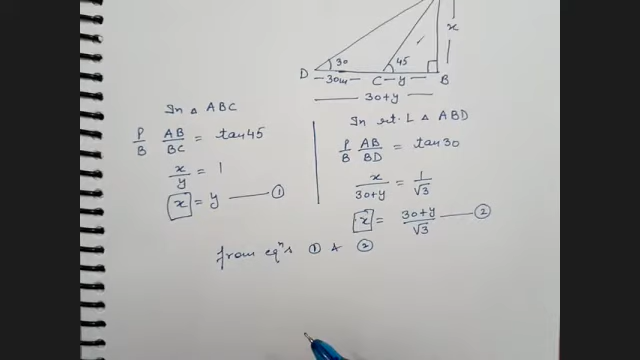 x
30
45
D
30m
C
y
B
30+y
In △ ABC
P/B AB/BC = tan45
x/y = 1
x = y — ①
In rt. L △ ABD
P/B AB/BD = tan30
x/30+y = 1/√3
x = 30+y/√3 — ②
from eqⁿs ① & ②